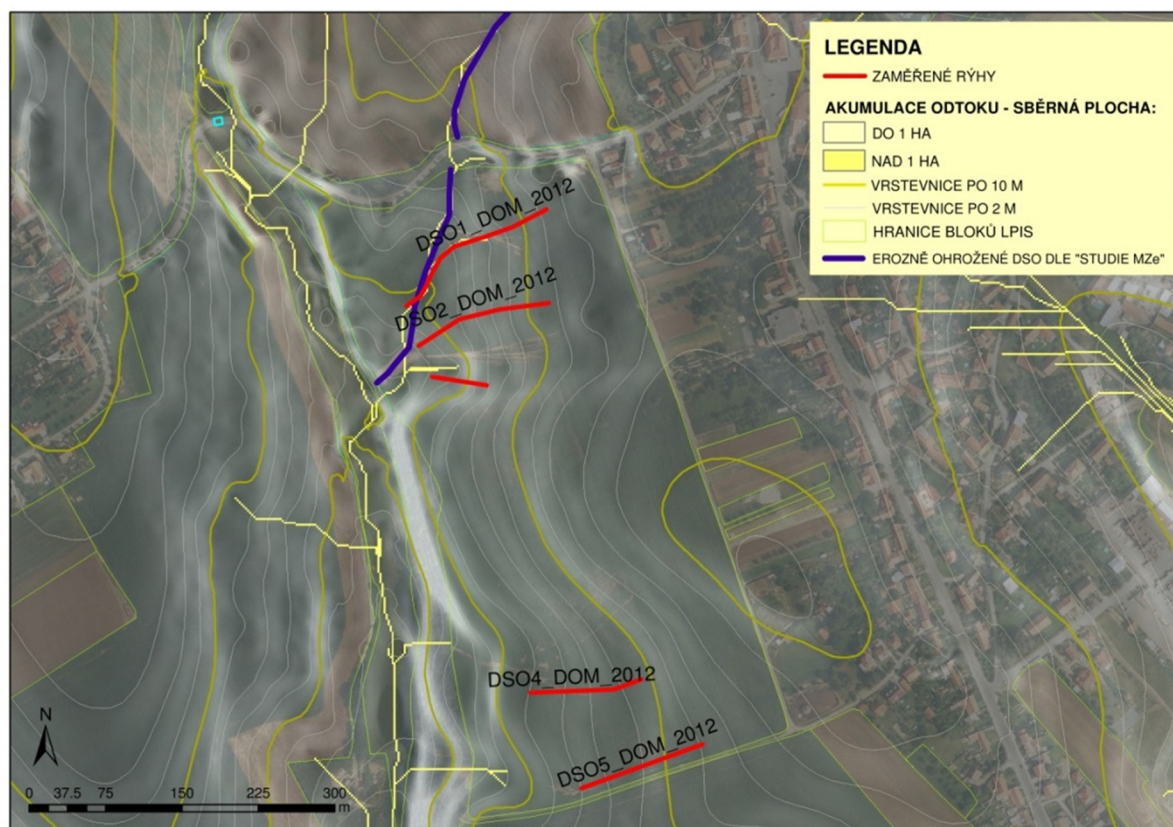 LEGENDA
ZAMĚŘENÉ RÝHY
AKUMULACE ODTOKU - SBĚRNÁ PLOCHA:
DO 1 HA
NAD 1 HA
VRSTEVNICE PO 10 M
VRSTEVNICE PO 2 M
HRANICE BLOKŮ LPIS
EROZNĚ OHROŽENÉ DSO DLE "STUDIE MZe"
DSO1_DOM_2012
DSO2_DOM_2012
DSO4_DOM_2012
DSO5_DOM_2012
N
0 37.5 75 150 225 300
m